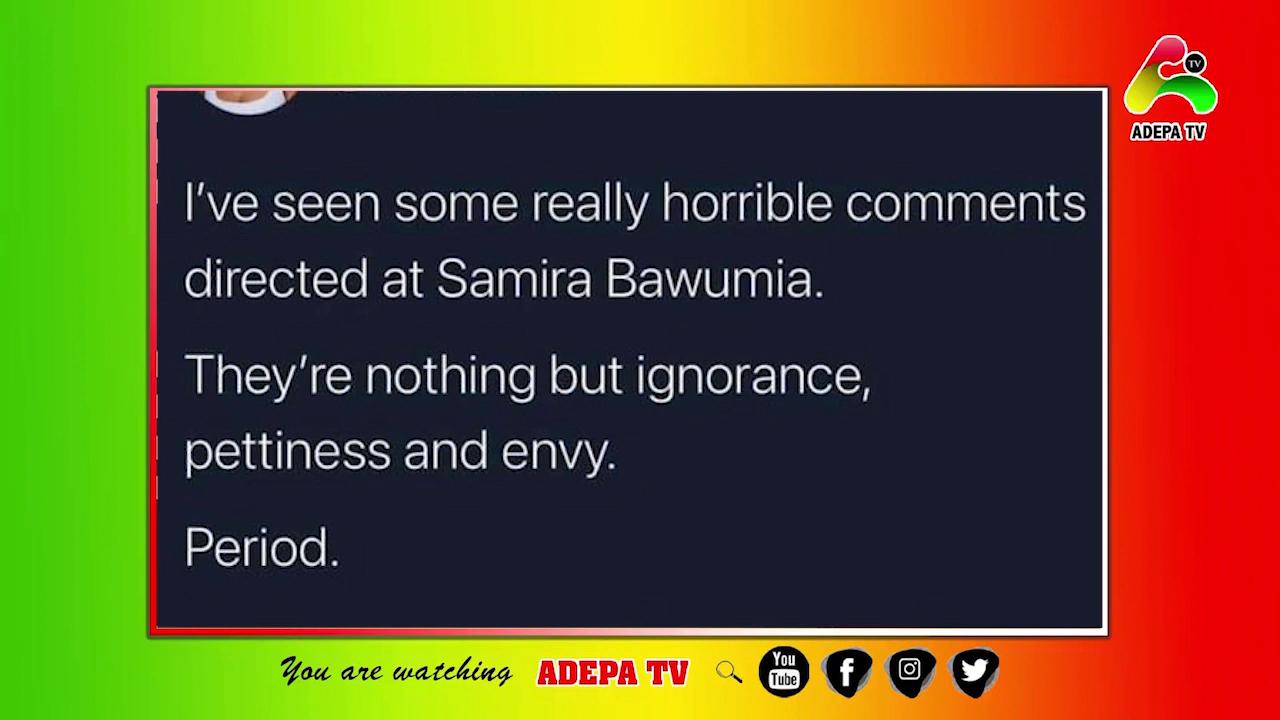 TV
ADEPA TV
I've seen some really horrible comments
directed at Samira Bawumia.
They're nothing but ignorance,
pettiness and envy.
Period.
You are watching ADEPA TV You Tube